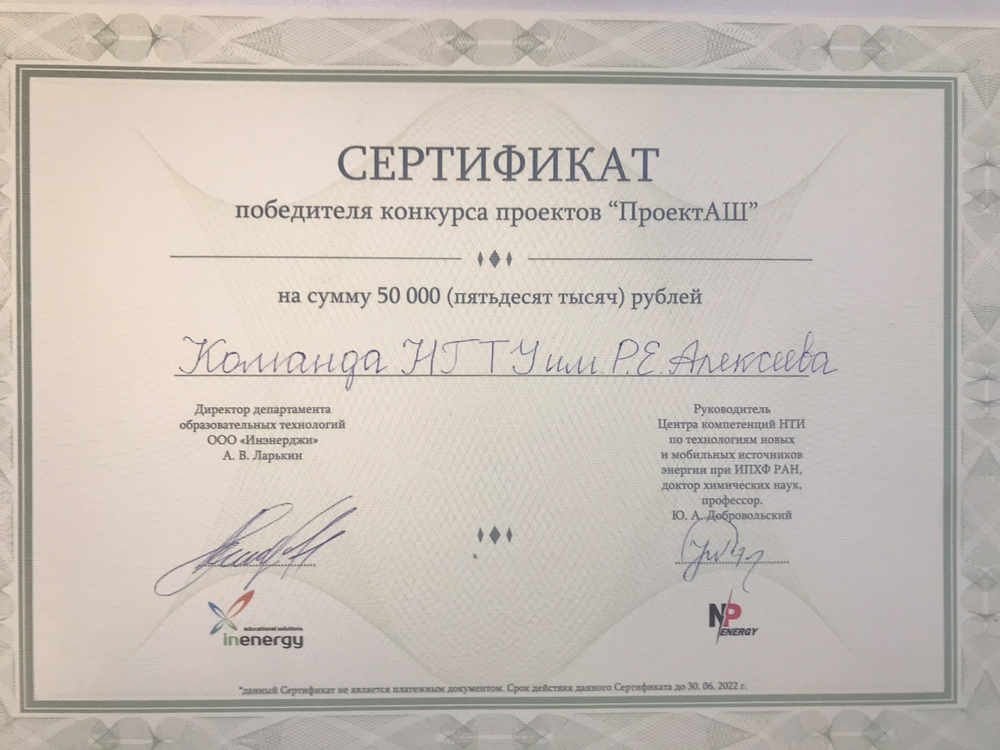 СЕРТИФИКАТ
победителя конкурса проектов “ПроектАШ”
на сумму 50 000 (пятьдесят тысяч) рублей
Команда НГТУ им Р.Е.Алексеева
Директор департамента
образовательных технологий
ООО «Инэнерджи»
А. В. Ларькин
Руководитель
Центра компетенций НТИ
по технологиям новых
и мобильных источников
энергии при ИПХФ РАН,
доктор химических наук,
профессор.
Ю. А. Добровольский
educational solutions
inenergy
NP
ENERGY
*данный Сертификат не является платежным документом. Срок действия данного Сертификата до 30. 06. 2022 г.